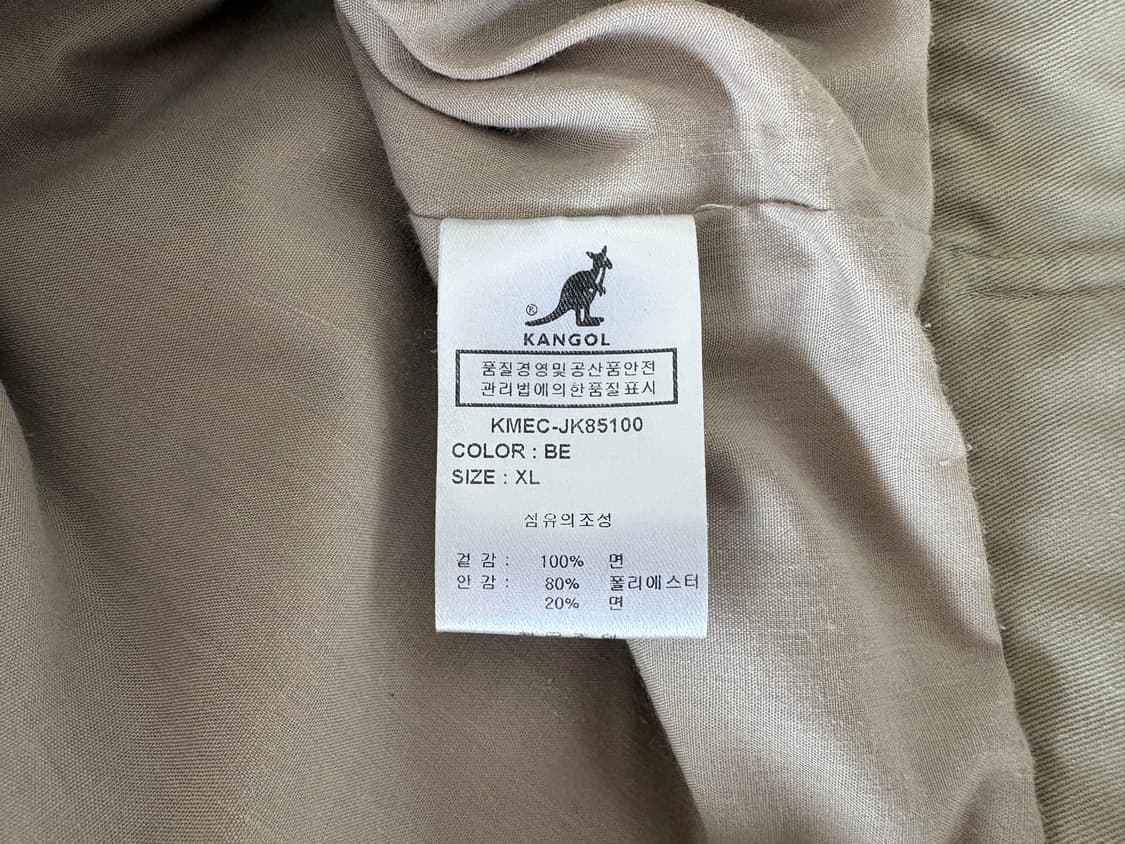 ®
KANGOL
품질경영및공산품안전
관리법에의한품질표시
KMEC-JK85100
COLOR : BE
SIZE : XL
섬유의조성
겉감 : 100% 면
안감 : 80% 폴리에스터
20% 면